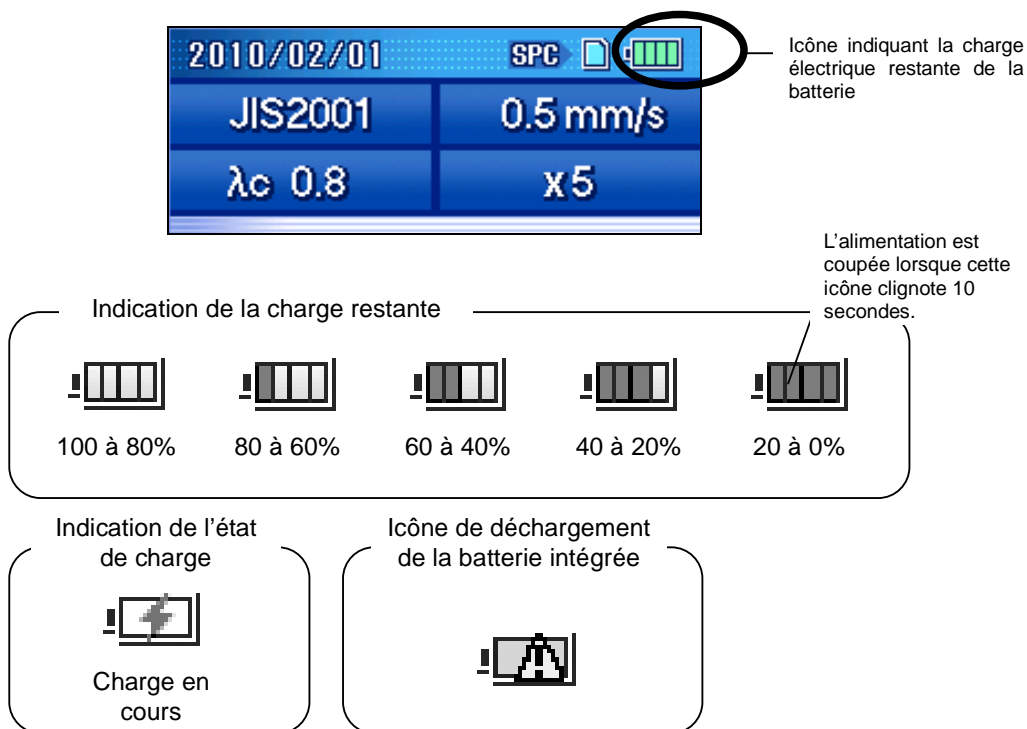 2010/02/01 SPC
JIS2001 0.5 mm/s
λc 0.8 x5
Icône indiquant la charge
électrique restante de la
batterie
L'alimentation est
coupée lorsque cette
icône clignote 10
secondes.
Indication de la charge restante
100 à 80% 80 à 60% 60 à 40% 40 à 20% 20 à 0%
Indication de l'état
de charge
Charge en
cours
Icône de déchargement
de la batterie intégrée